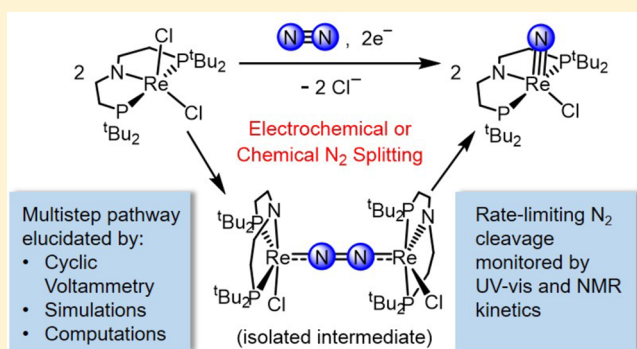 N≡N , 2e⁻
- 2 Cl⁻
2
Cl
N
Re
PᵗBu₂
Cl
P
ᵗBu₂
2
N
N
Re
PᵗBu₂
Cl
P
ᵗBu₂
Electrochemical or
Chemical N₂ Splitting
Multistep pathway
elucidated by:
• Cyclic
Voltammetry
• Simulations
• Computations
ᵗBu₂P
N
ᵗBu₂P
N
Re=N=N=Re
ᵗBu₂P
Cl
ᵗBu₂P
Cl
(isolated intermediate)
Rate-limiting N₂
cleavage
monitored by
UV-vis and NMR
kinetics